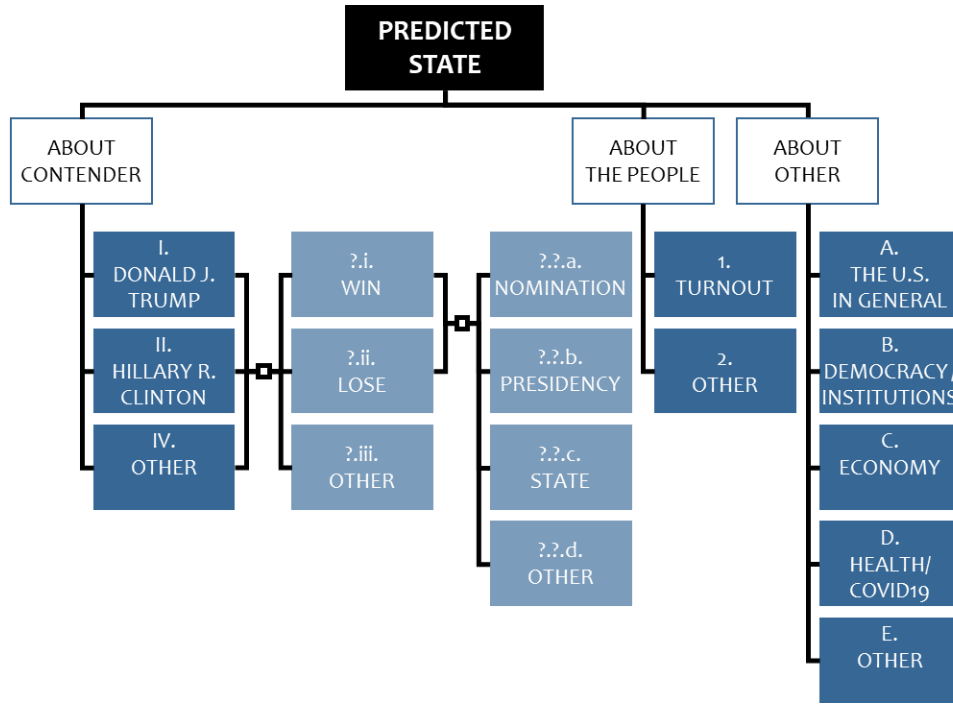 PREDICTED
STATE
ABOUT
CONTENDER
I.
DONALD J.
TRUMP
II.
HILLARY R.
CLINTON
IV.
OTHER
?.i.
WIN
?.ii.
LOSE
?.iii.
OTHER
?.?.a.
NOMINATION
?.?.b.
PRESIDENCY
?.?.c.
STATE
?.?.d.
OTHER
ABOUT
THE PEOPLE
1.
TURNOUT
2.
OTHER
ABOUT
OTHER
A.
THE U.S.
IN GENERAL
B.
DEMOCRACY /
INSTITUTIONS
C.
ECONOMY
D.
HEALTH/
COVID19
E.
OTHER